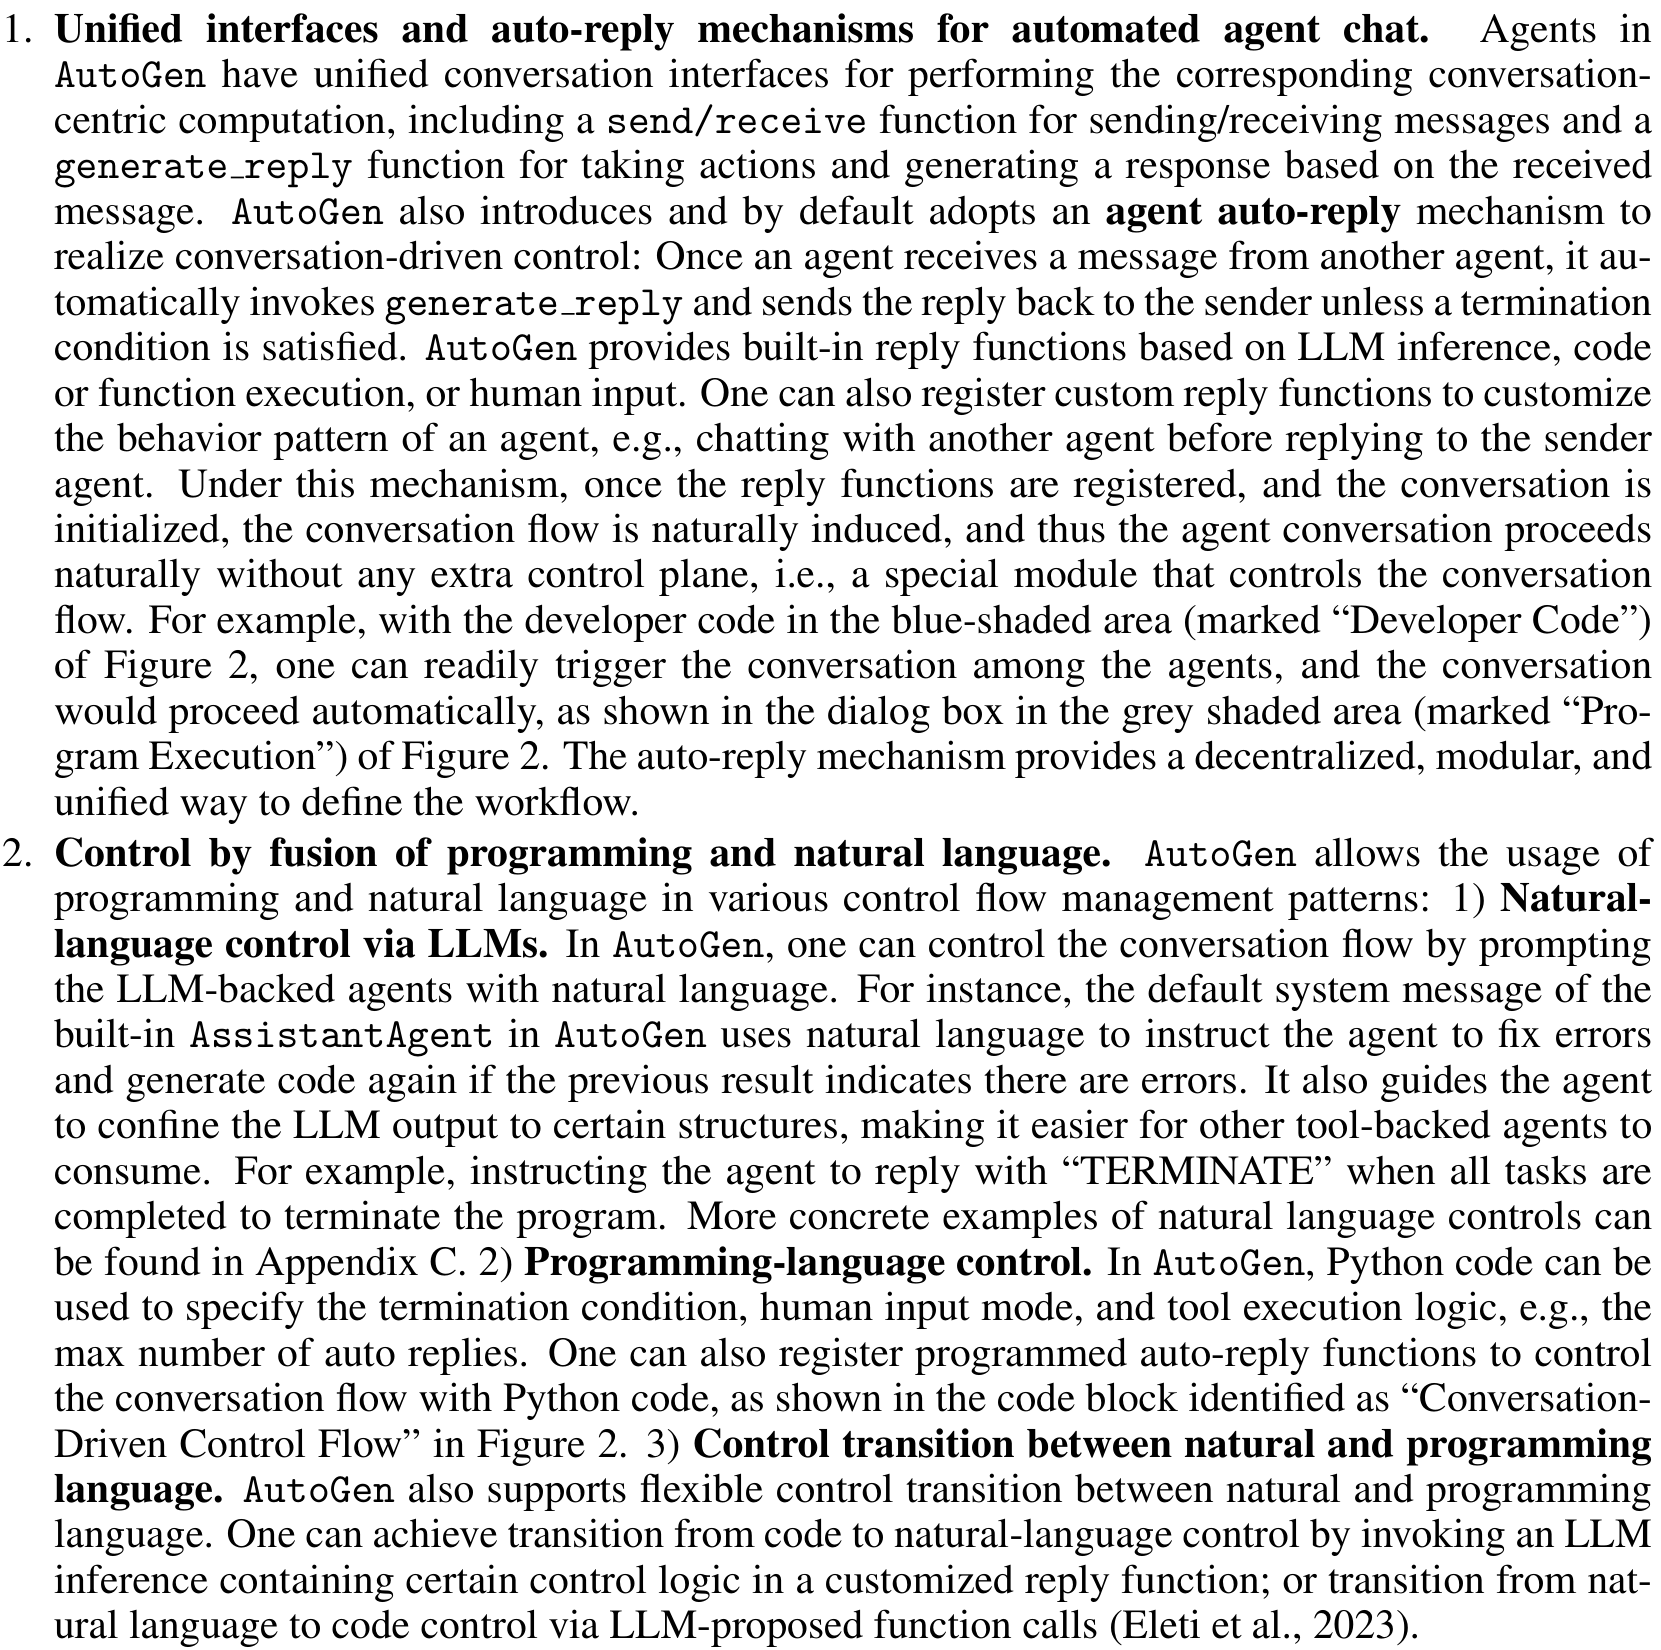 1. Unified interfaces and auto-reply mechanisms for automated agent chat. Agents in
AutoGen have unified conversation interfaces for performing the corresponding conversation-
centric computation, including a send/receive function for sending/receiving messages and a
generate_reply function for taking actions and generating a response based on the received
message. AutoGen also introduces and by default adopts an agent auto-reply mechanism to
realize conversation-driven control: Once an agent receives a message from another agent, it au-
tomatically invokes generate_reply and sends the reply back to the sender unless a termination
condition is satisfied. AutoGen provides built-in reply functions based on LLM inference, code
or function execution, or human input. One can also register custom reply functions to customize
the behavior pattern of an agent, e.g., chatting with another agent before replying to the sender
agent. Under this mechanism, once the reply functions are registered, and the conversation is
initialized, the conversation flow is naturally induced, and thus the agent conversation proceeds
naturally without any extra control plane, i.e., a special module that controls the conversation
flow. For example, with the developer code in the blue-shaded area (marked “Developer Code”)
of Figure 2, one can readily trigger the conversation among the agents, and the conversation
would proceed automatically, as shown in the dialog box in the grey shaded area (marked “Pro-
gram Execution”) of Figure 2. The auto-reply mechanism provides a decentralized, modular, and
unified way to define the workflow.
2. Control by fusion of programming and natural language. AutoGen allows the usage of
programming and natural language in various control flow management patterns: 1) Natural-
language control via LLMs. In AutoGen, one can control the conversation flow by prompting
the LLM-backed agents with natural language. For instance, the default system message of the
built-in AssistantAgent in AutoGen uses natural language to instruct the agent to fix errors
and generate code again if the previous result indicates there are errors. It also guides the agent
to confine the LLM output to certain structures, making it easier for other tool-backed agents to
consume. For example, instructing the agent to reply with “TERMINATE” when all tasks are
completed to terminate the program. More concrete examples of natural language controls can
be found in Appendix C. 2) Programming-language control. In AutoGen, Python code can be
used to specify the termination condition, human input mode, and tool execution logic, e.g., the
max number of auto replies. One can also register programmed auto-reply functions to control
the conversation flow with Python code, as shown in the code block identified as “Conversation-
Driven Control Flow” in Figure 2. 3) Control transition between natural and programming
language. AutoGen also supports flexible control transition between natural and programming
language. One can achieve transition from code to natural-language control by invoking an LLM
inference containing certain control logic in a customized reply function; or transition from nat-
ural language to code control via LLM-proposed function calls (Eleti et al., 2023).